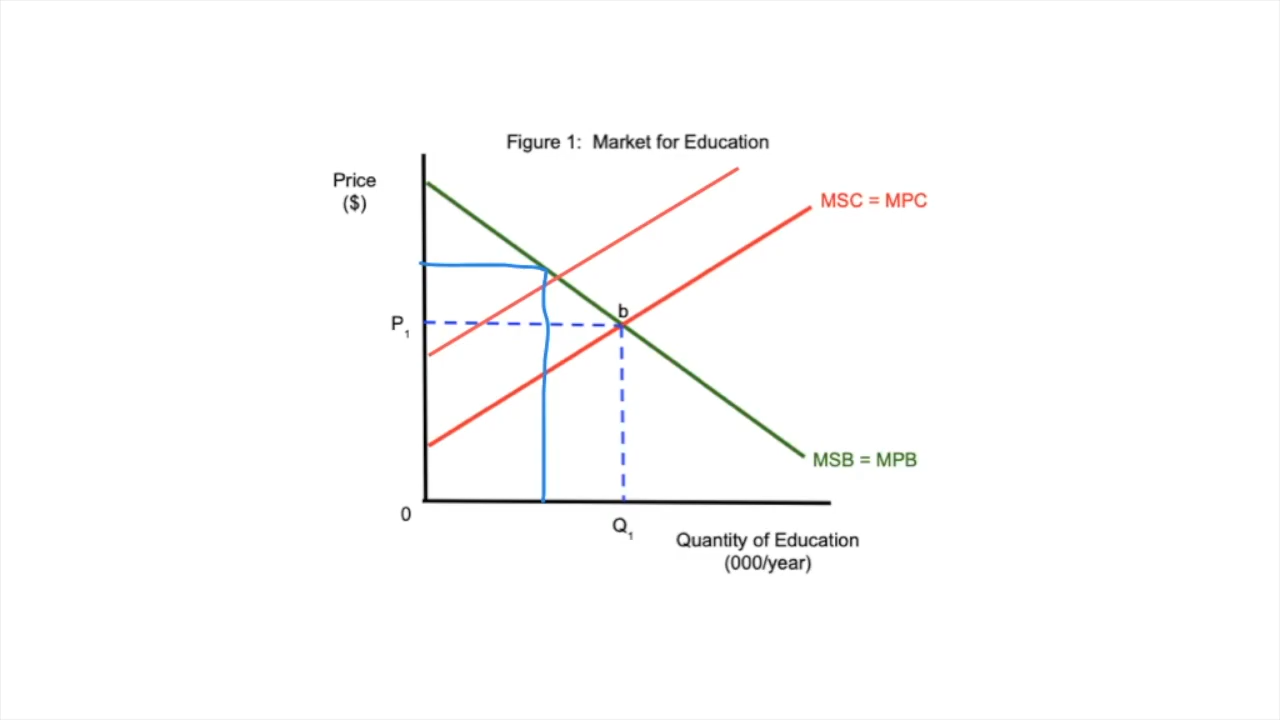 Figure 1: Market for Education
Price
($)
MSC = MPC
b
P1
MSB = MPB
0
Q1
Quantity of Education
(000/year)